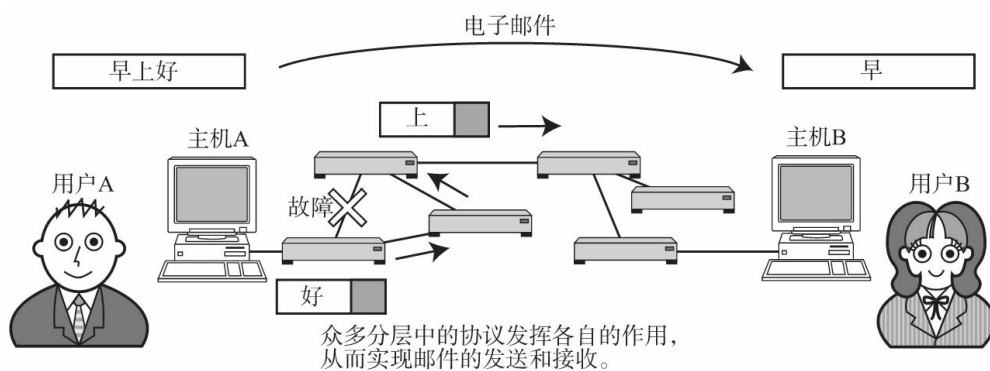 电子邮件
早上好
早
上
主机A
主机B
用户A
用户B
故障
好
众多分层中的协议发挥各自的作用，
从而实现邮件的发送和接收。